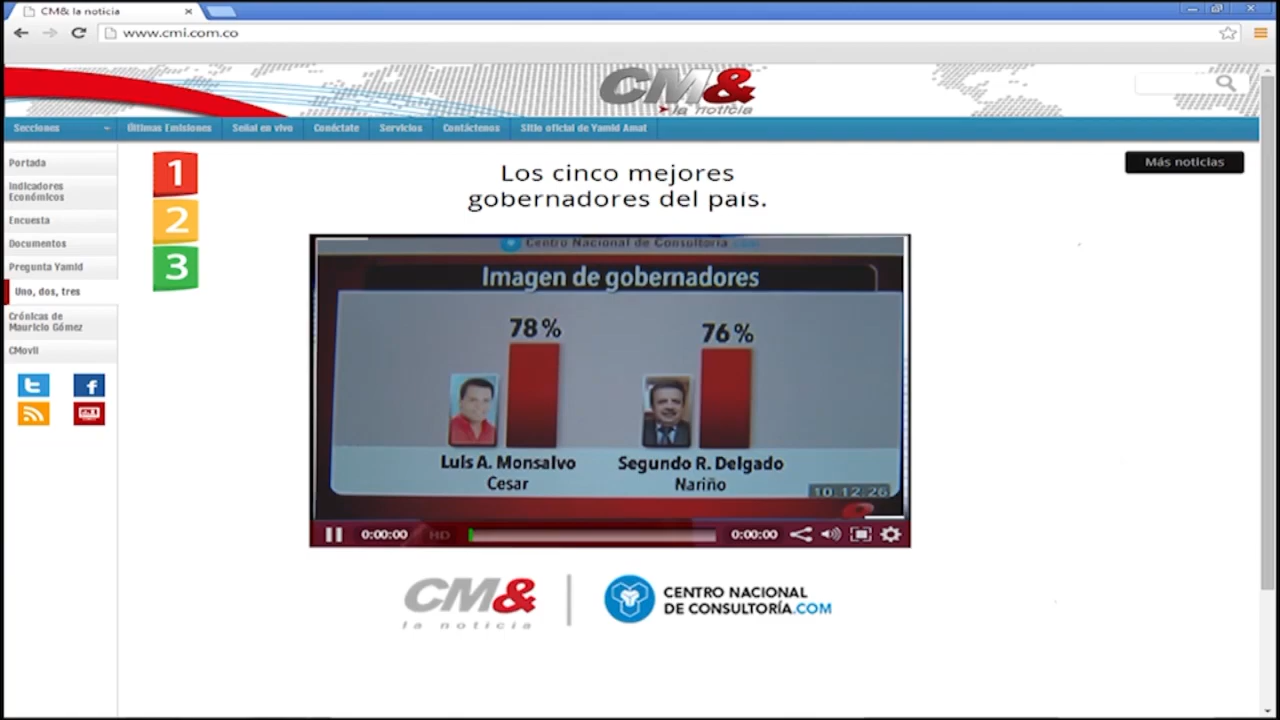 CM& la noticia
www.cmi.com.co
CM&
la noticia
Secciones
Últimas Emisiones
Señal en vivo
Conéctate
Servicios
Contáctenos
Sitio oficial de Yamid Amat
Portada
Indicadores
Económicos
Encuesta
Documentos
Pregunta Yamid
Uno, dos, tres
Crónicas de
Mauricio Gómez
CMovil
1
2
3
Los cinco mejores
gobernadores del país.
Más noticias
Centro Nacional de Consultoría.com
Imagen de gobernadores
78%
76%
Luis A. Monsalvo
Cesar
Segundo R. Delgado
Nariño
10:12:26
0:00:00
HD
0:00:00
CM&
la noticia
CENTRO NACIONAL
DE CONSULTORÍA.COM